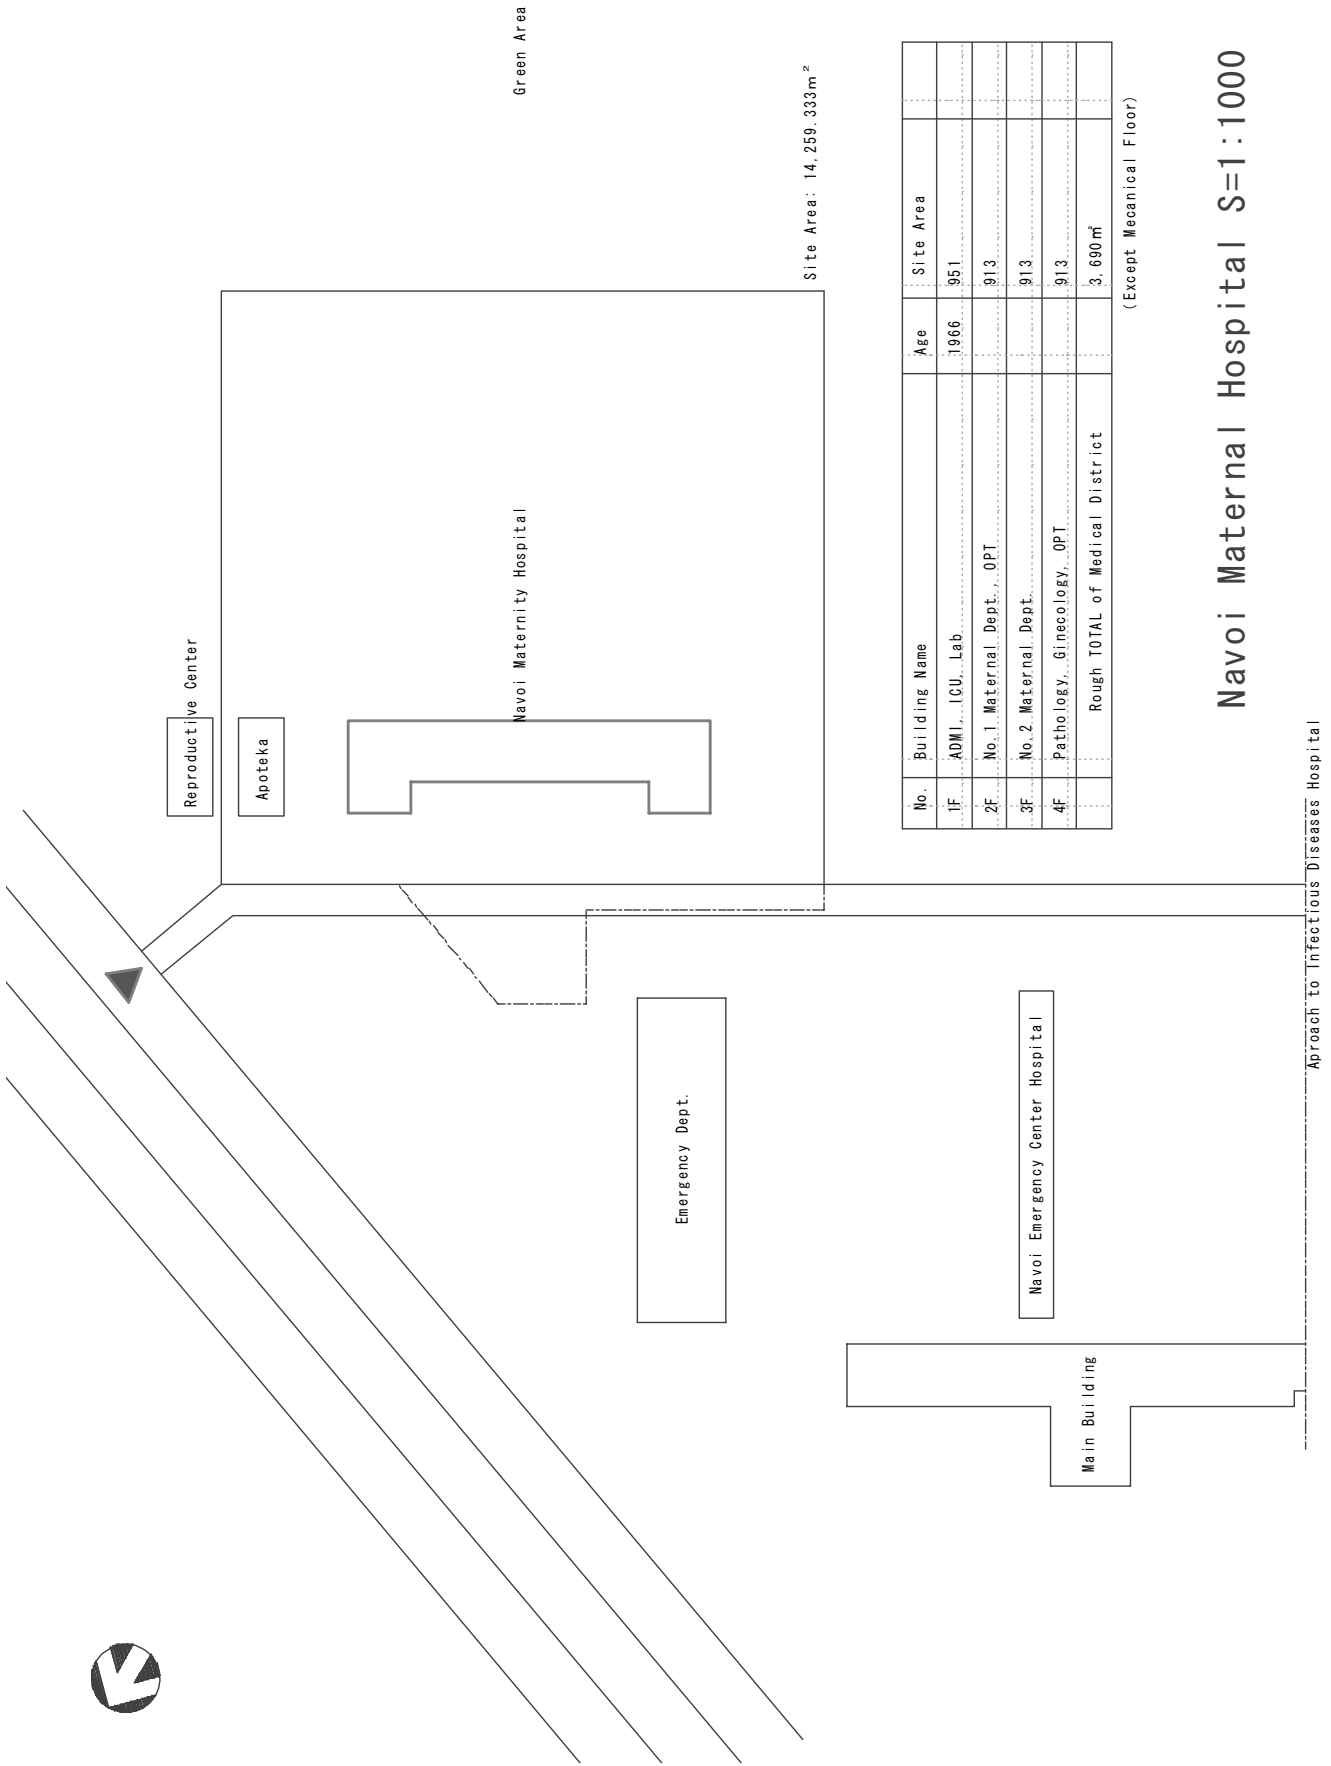 Green Area
Reproductive Center
Apoteka
Navoi Maternity Hospital
Site Area: 14,259.333m²
Emergency Dept.
Navoi Emergency Center Hospital
Main Building
Aproach to Infectious Diseases Hospital
No. Building Name Age Site Area
1F ADMI, ICU, Lab 1966 951
2F No.1 Maternal Dept., OPT 913
3F No.2 Maternal Dept. 913
4F Pathology, Ginecology, OPT 913
Rough TOTAL of Medical District 3,690㎡
(Except Mecanical Floor)
Navoi Maternal Hospital S=1:1000